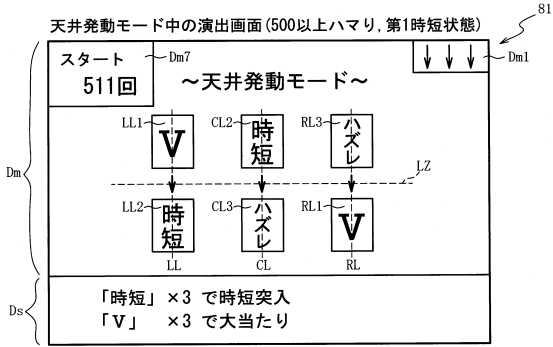 天井発動モード中の演出画面(500以上ハマり,第1時短状態)
81
スタート
511回
Dm7
〜天井発動モード〜
Dm1
LL1
V
CL2
時短
RL3
ハズレ
Dm
LZ
LL2
時短
CL3
ハズレ
RL1
V
LL
CL
RL
Ds
「時短」×3 で時短突入
「V」 ×3 で大当たり